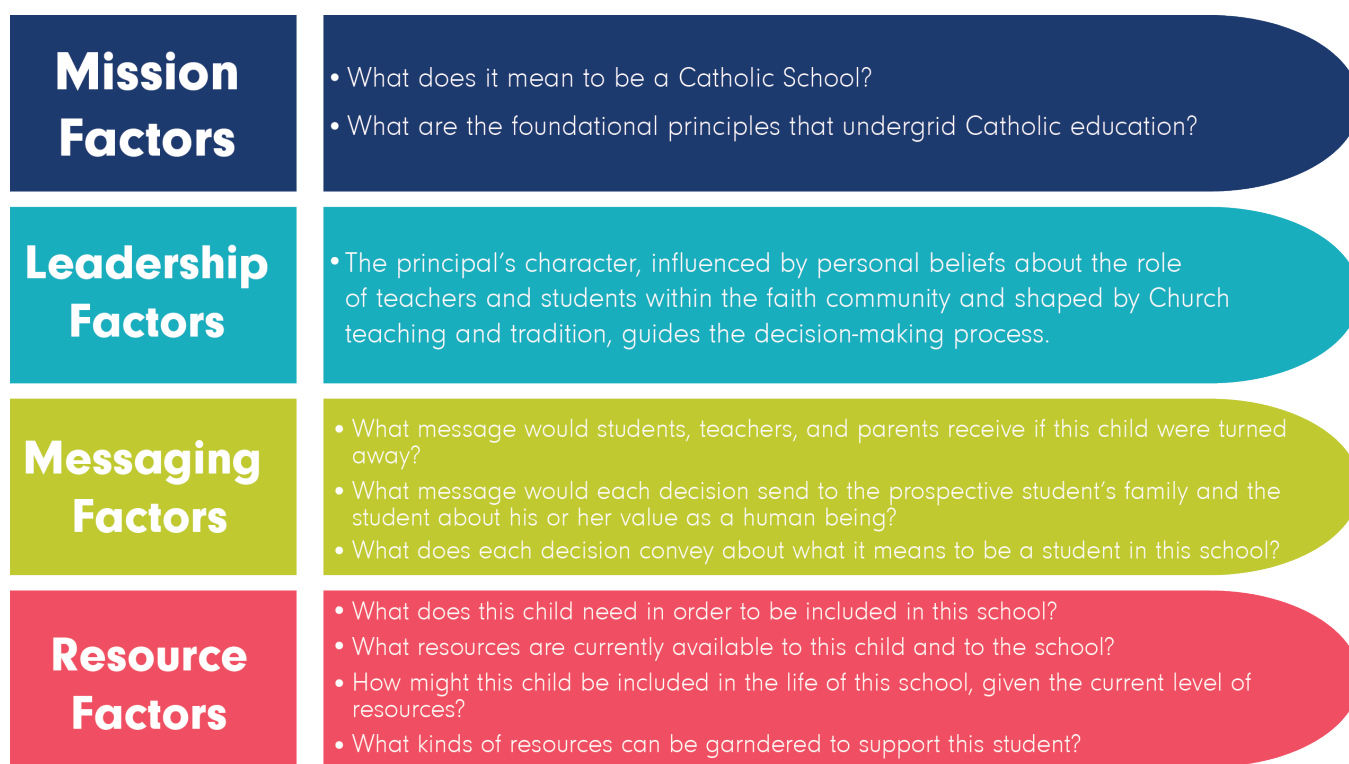 Mission
Factors
• What does it mean to be a Catholic School?
• What are the foundational principles that undergrid Catholic education?
Leadership
Factors
• The principal's character, influenced by personal beliefs about the role
of teachers and students within the faith community and shaped by Church
teaching and tradition, guides the decision-making process.
Messaging
Factors
• What message would students, teachers, and parents receive if this child were turned
away?
• What message would each decision send to the prospective student's family and the
student about his or her value as a human being?
• What does each decision convey about what it means to be a student in this school?
Resource
Factors
• What does this child need in order to be included in this school?
• What resources are currently available to this child and to the school?
• How might this child be included in the life of this school, given the current level of
resources?
• What kinds of resources can be garndered to support this student?